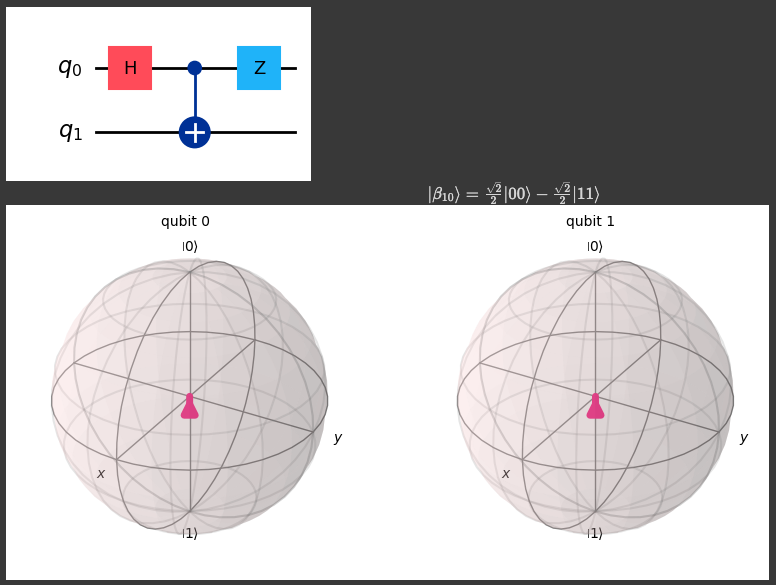 q₀ H Z
q₁
|β₁₀⟩ = √2/2|00⟩ − √2/2|11⟩
qubit 0 qubit 1
|0⟩ |0⟩
y y
x x
|1⟩ |1⟩